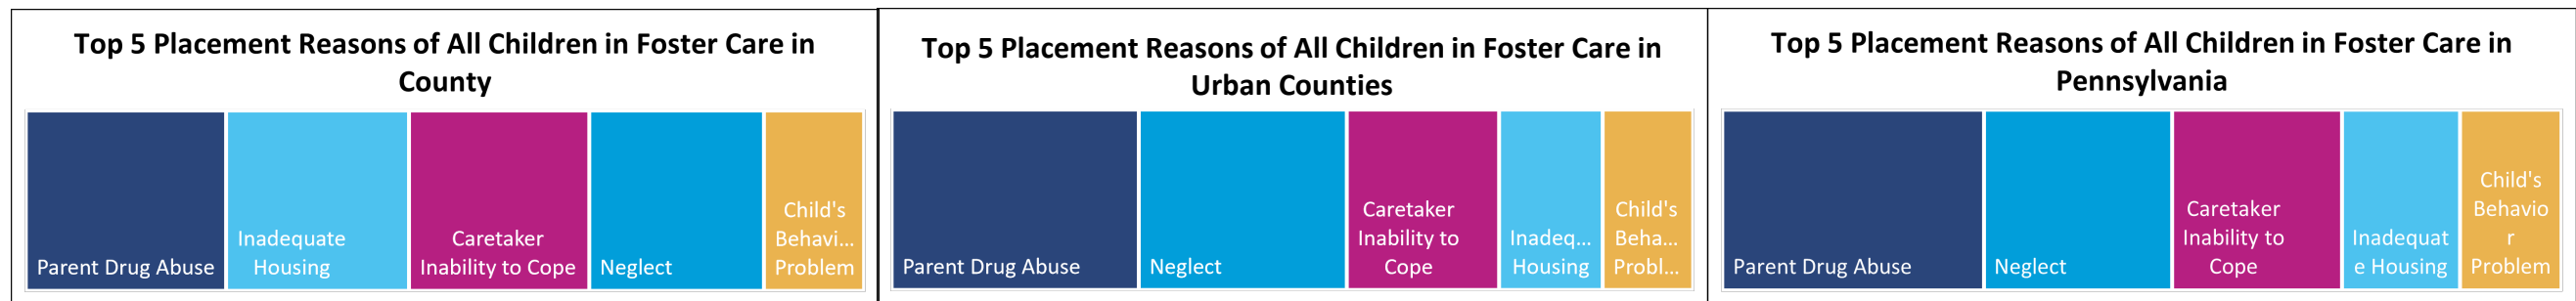 Top 5 Placement Reasons of All Children in Foster Care in
County
Parent Drug Abuse
Inadequate
Housing
Caretaker
Inability to Cope
Neglect
Child's
Behavi...
Problem
Top 5 Placement Reasons of All Children in Foster Care in
Urban Counties
Parent Drug Abuse
Neglect
Caretaker
Inability to
Cope
Inadeq...
Housing
Child's
Beha...
Probl...
Top 5 Placement Reasons of All Children in Foster Care in
Pennsylvania
Parent Drug Abuse
Neglect
Caretaker
Inability to
Cope
Inadequat
e Housing
Child's
Behavio
r
Problem